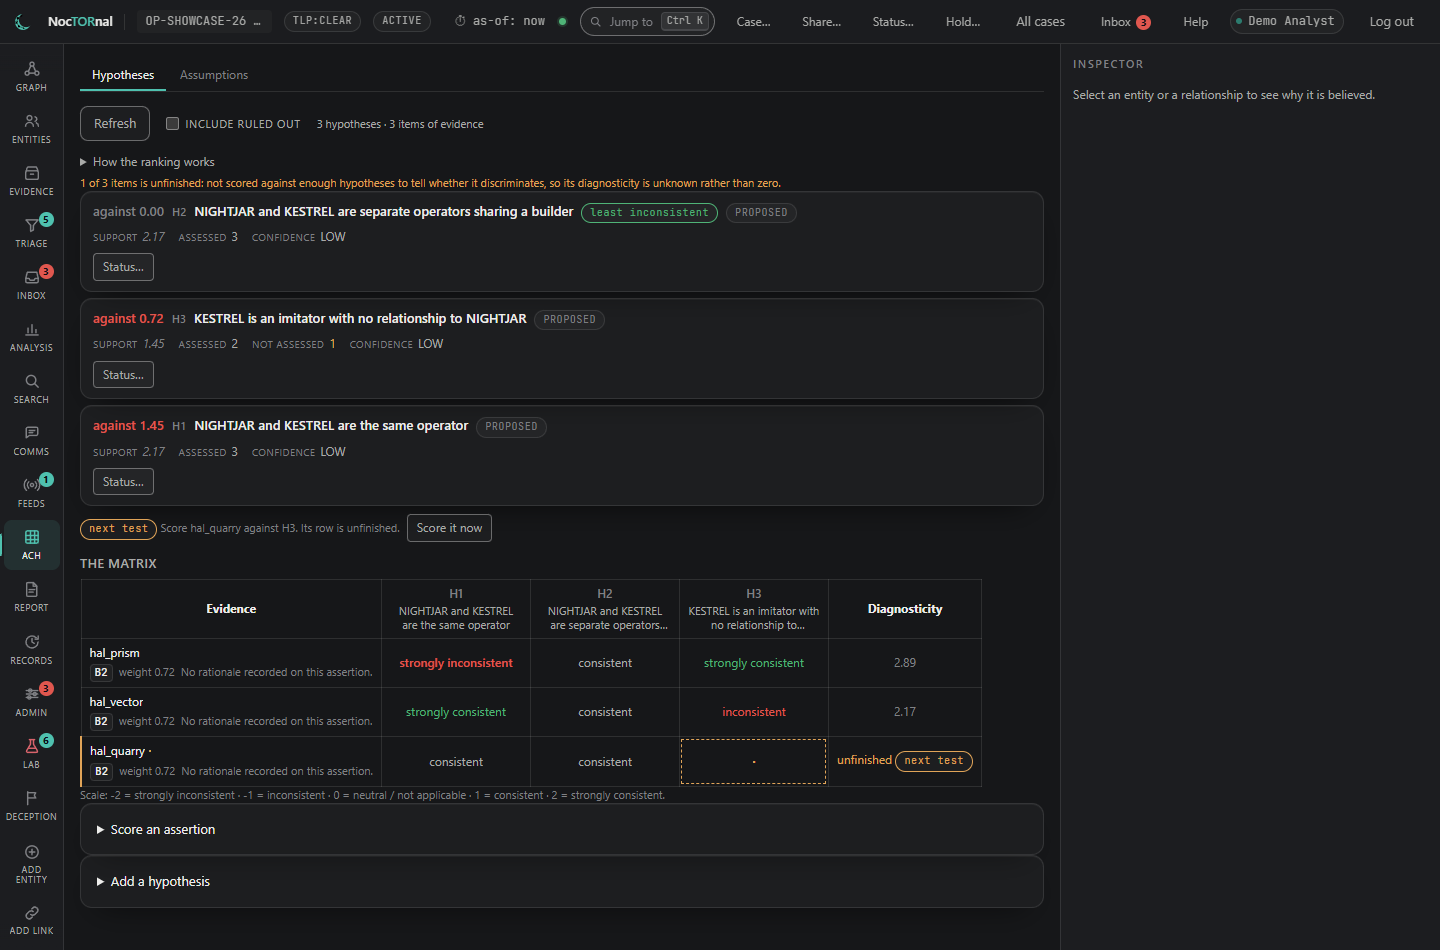 NocTORnal
OP-SHOWCASE-26 …
TLP:CLEAR
ACTIVE
as-of: now
Jump to
Ctrl K
Case...
Share...
Status...
Hold...
All cases
Inbox 3
Help
Demo Analyst
Log out
GRAPH
ENTITIES
EVIDENCE
5
TRIAGE
3
INBOX
ANALYSIS
SEARCH
COMMS
1
FEEDS
ACH
REPORT
RECORDS
3
ADMIN
6
LAB
DECEPTION
ADD
ENTITY
ADD LINK
Hypotheses
Assumptions
Refresh
INCLUDE RULED OUT
3 hypotheses · 3 items of evidence
▶ How the ranking works
1 of 3 items is unfinished: not scored against enough hypotheses to tell whether it discriminates, so its diagnosticity is unknown rather than zero.
against 0.00 H2 NIGHTJAR and KESTREL are separate operators sharing a builder least inconsistent PROPOSED
SUPPORT 2.17 ASSESSED 3 CONFIDENCE LOW
Status...
against 0.72 H3 KESTREL is an imitator with no relationship to NIGHTJAR PROPOSED
SUPPORT 1.45 ASSESSED 2 NOT ASSESSED 1 CONFIDENCE LOW
Status...
against 1.45 H1 NIGHTJAR and KESTREL are the same operator PROPOSED
SUPPORT 2.17 ASSESSED 3 CONFIDENCE LOW
Status...
next test Score hal_quarry against H3. Its row is unfinished. Score it now
THE MATRIX
Evidence
H1
NIGHTJAR and KESTREL
are the same operator
H2
NIGHTJAR and KESTREL
are separate operators...
H3
KESTREL is an imitator with
no relationship to...
Diagnosticity
hal_prism
B2 weight 0.72 No rationale recorded on this assertion.
strongly inconsistent
consistent
strongly consistent
2.89
hal_vector
B2 weight 0.72 No rationale recorded on this assertion.
strongly consistent
consistent
inconsistent
2.17
hal_quarry ·
B2 weight 0.72 No rationale recorded on this assertion.
consistent
consistent
·
unfinished next test
Scale: -2 = strongly inconsistent · -1 = inconsistent · 0 = neutral / not applicable · 1 = consistent · 2 = strongly consistent.
▶ Score an assertion
▶ Add a hypothesis
INSPECTOR
Select an entity or a relationship to see why it is believed.